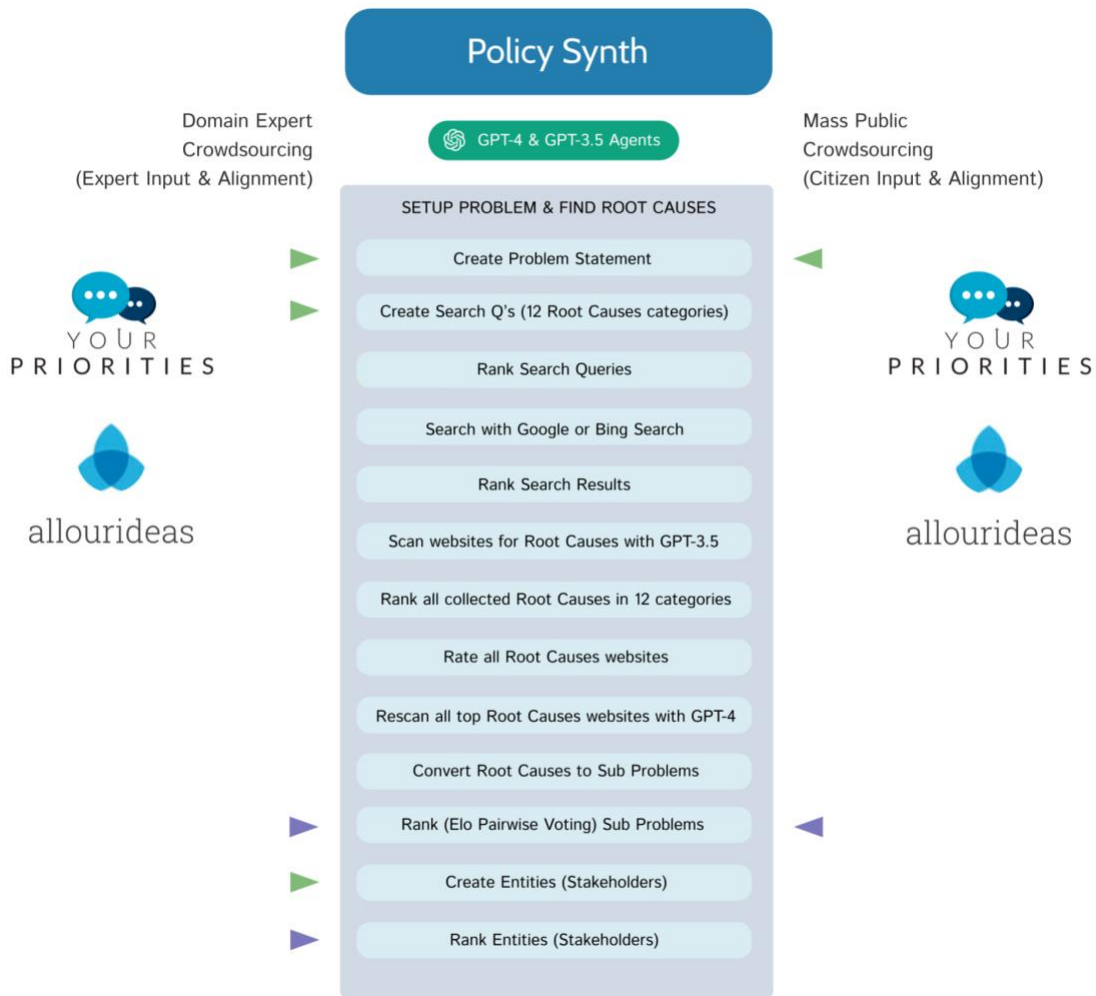 Policy Synth
Domain Expert
Crowdsourcing
(Expert Input & Alignment)
GPT-4 & GPT-3.5 Agents
Mass Public
Crowdsourcing
(Citizen Input & Alignment)
SETUP PROBLEM & FIND ROOT CAUSES
Create Problem Statement
Create Search Q's (12 Root Causes categories)
Rank Search Queries
Search with Google or Bing Search
Rank Search Results
Scan websites for Root Causes with GPT-3.5
Rank all collected Root Causes in 12 categories
Rate all Root Causes websites
Rescan all top Root Causes websites with GPT-4
Convert Root Causes to Sub Problems
Rank (Elo Pairwise Voting) Sub Problems
Create Entities (Stakeholders)
Rank Entities (Stakeholders)
YOUR
PRIORITIES
allourideas
YOUR
PRIORITIES
allourideas